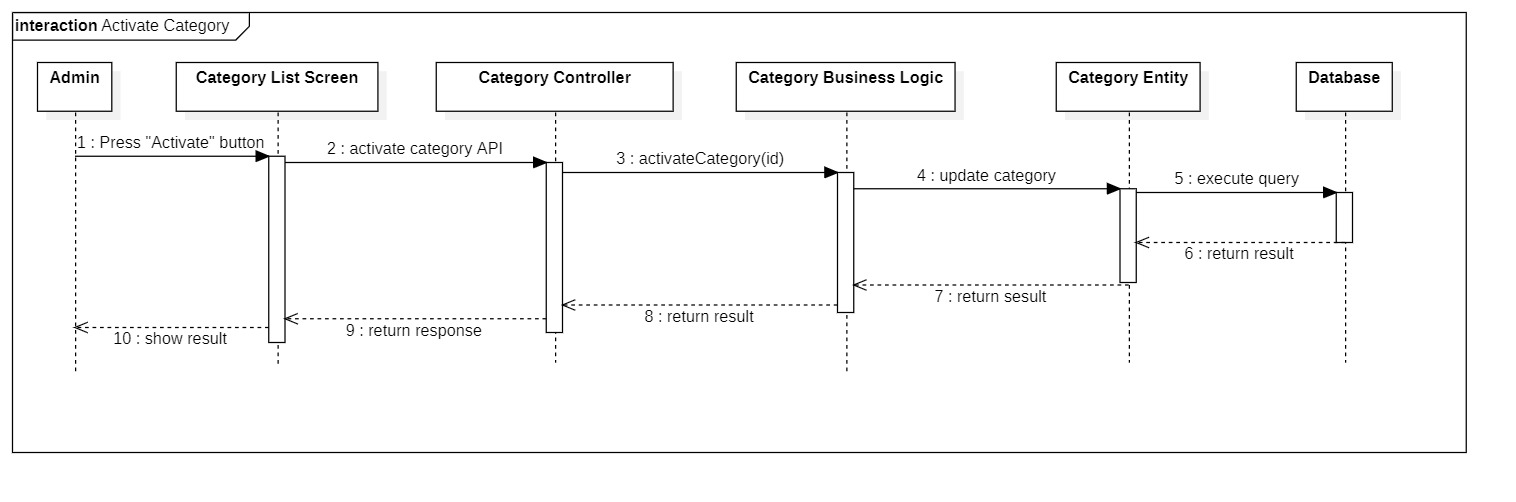 interaction Activate Category
Admin
Category List Screen
Category Controller
Category Business Logic
Category Entity
Database
1 : Press "Activate" button
2 : activate category API
3 : activateCategory(id)
4 : update category
5 : execute query
6 : return result
7 : return sesult
8 : return result
9 : return response
10 : show result